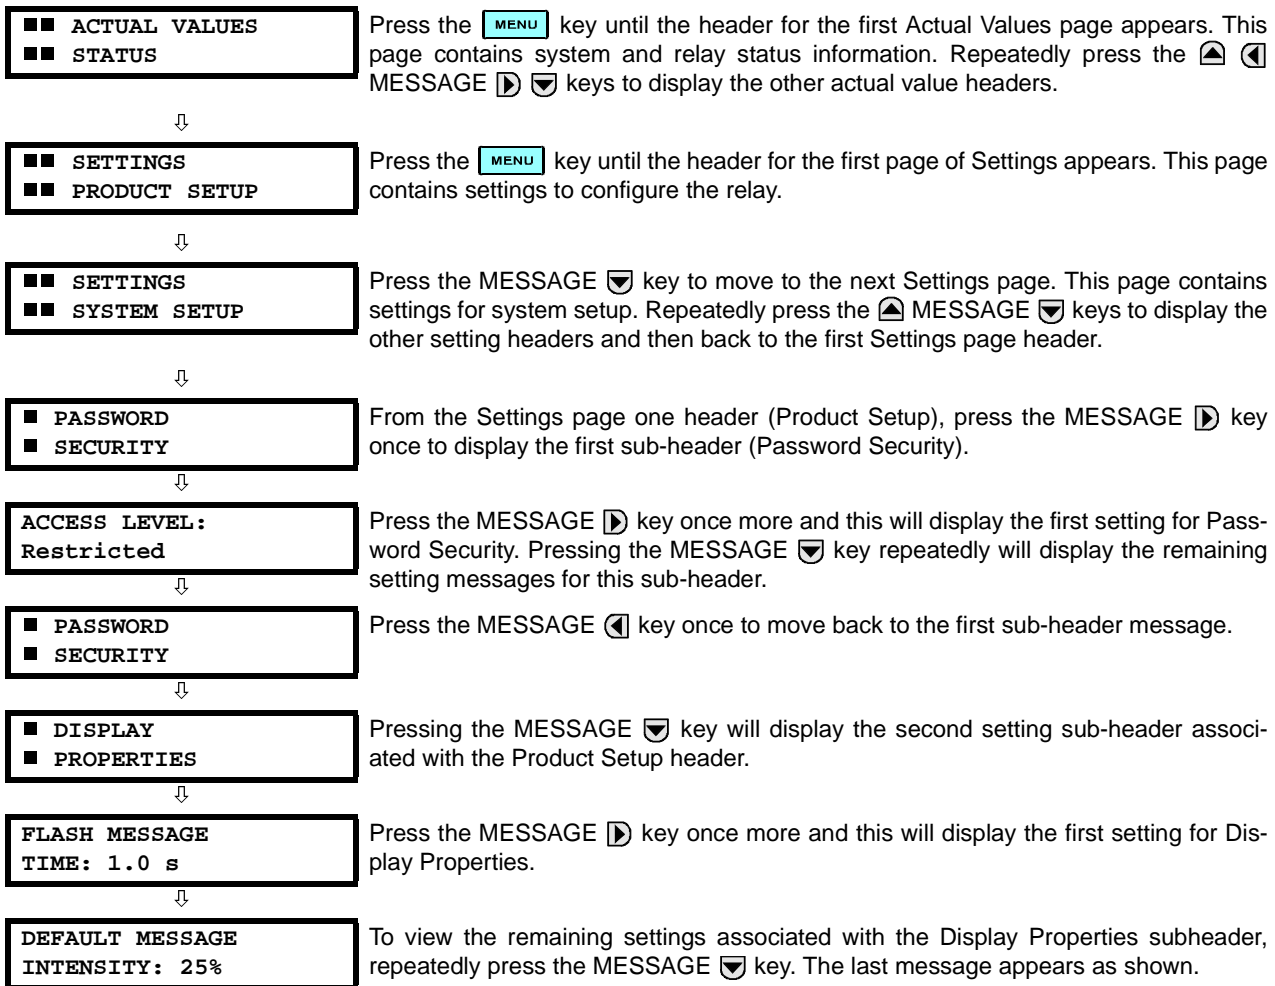 ■■ ACTUAL VALUES
■■ STATUS
Press the MENU key until the header for the first Actual Values page appears. This
page contains system and relay status information. Repeatedly press the ▲ ◀
MESSAGE ▶ ▼ keys to display the other actual value headers.
⇩
■■ SETTINGS
■■ PRODUCT SETUP
Press the MENU key until the header for the first page of Settings appears. This page
contains settings to configure the relay.
⇩
■■ SETTINGS
■■ SYSTEM SETUP
Press the MESSAGE ▼ key to move to the next Settings page. This page contains
settings for system setup. Repeatedly press the ▲ MESSAGE ▼ keys to display the
other setting headers and then back to the first Settings page header.
⇩
■ PASSWORD
■ SECURITY
From the Settings page one header (Product Setup), press the MESSAGE ▶ key
once to display the first sub-header (Password Security).
⇩
ACCESS LEVEL:
Restricted
Press the MESSAGE ▶ key once more and this will display the first setting for Pass-
word Security. Pressing the MESSAGE ▼ key repeatedly will display the remaining
setting messages for this sub-header.
⇩
■ PASSWORD
■ SECURITY
Press the MESSAGE ◀ key once to move back to the first sub-header message.
⇩
■ DISPLAY
■ PROPERTIES
Pressing the MESSAGE ▼ key will display the second setting sub-header associ-
ated with the Product Setup header.
⇩
FLASH MESSAGE
TIME: 1.0 s
Press the MESSAGE ▶ key once more and this will display the first setting for Dis-
play Properties.
⇩
DEFAULT MESSAGE
INTENSITY: 25%
To view the remaining settings associated with the Display Properties subheader,
repeatedly press the MESSAGE ▼ key. The last message appears as shown.